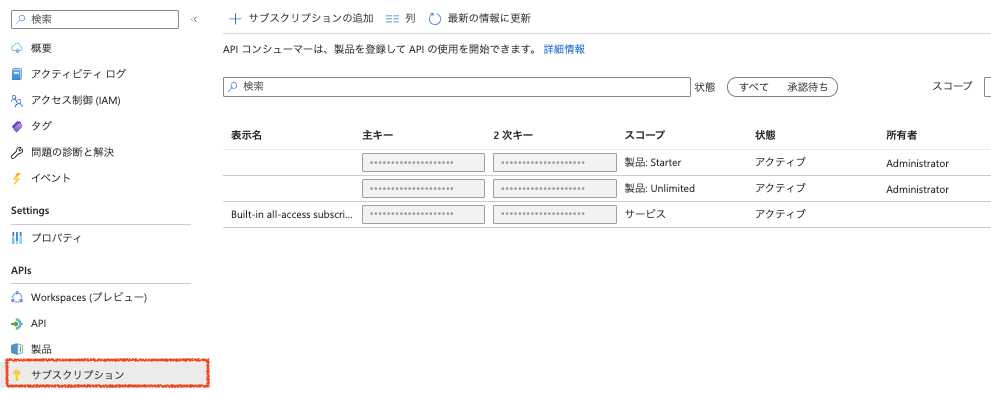 検索
概要
アクティビティ ログ
アクセス制御 (IAM)
タグ
問題の診断と解決
イベント
Settings
プロパティ
APIs
Workspaces (プレビュー)
API
製品
サブスクリプション
サブスクリプションの追加 列 最新の情報に更新
API コンシューマーは、製品を登録して API の使用を開始できます。 詳細情報
検索 状態 すべて 承認待ち スコープ
表示名 主キー 2 次キー スコープ 状態 所有者
製品: Starter アクティブ Administrator
製品: Unlimited アクティブ Administrator
Built-in all-access subscri... サービス アクティブ